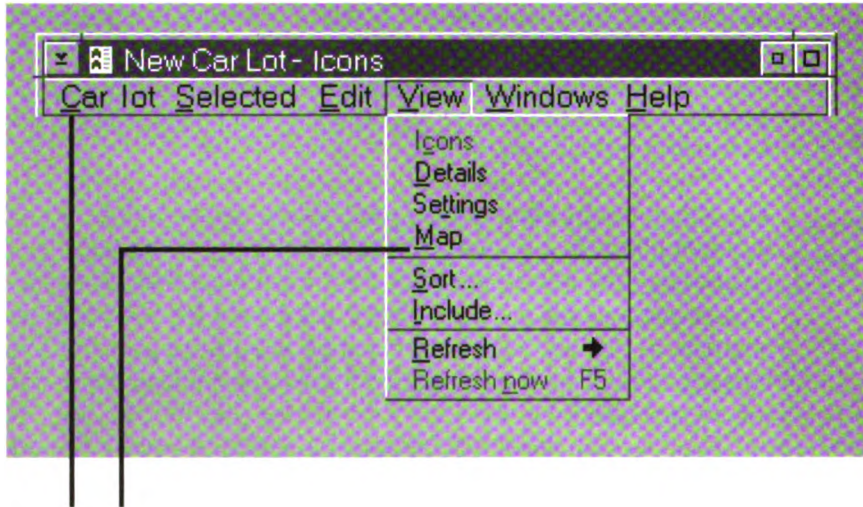 New Car Lot - Icons
Car lot Selected Edit View Windows Help
Icons
Details
Settings
Map
Sort...
Include...
Refresh
Refresh now F5